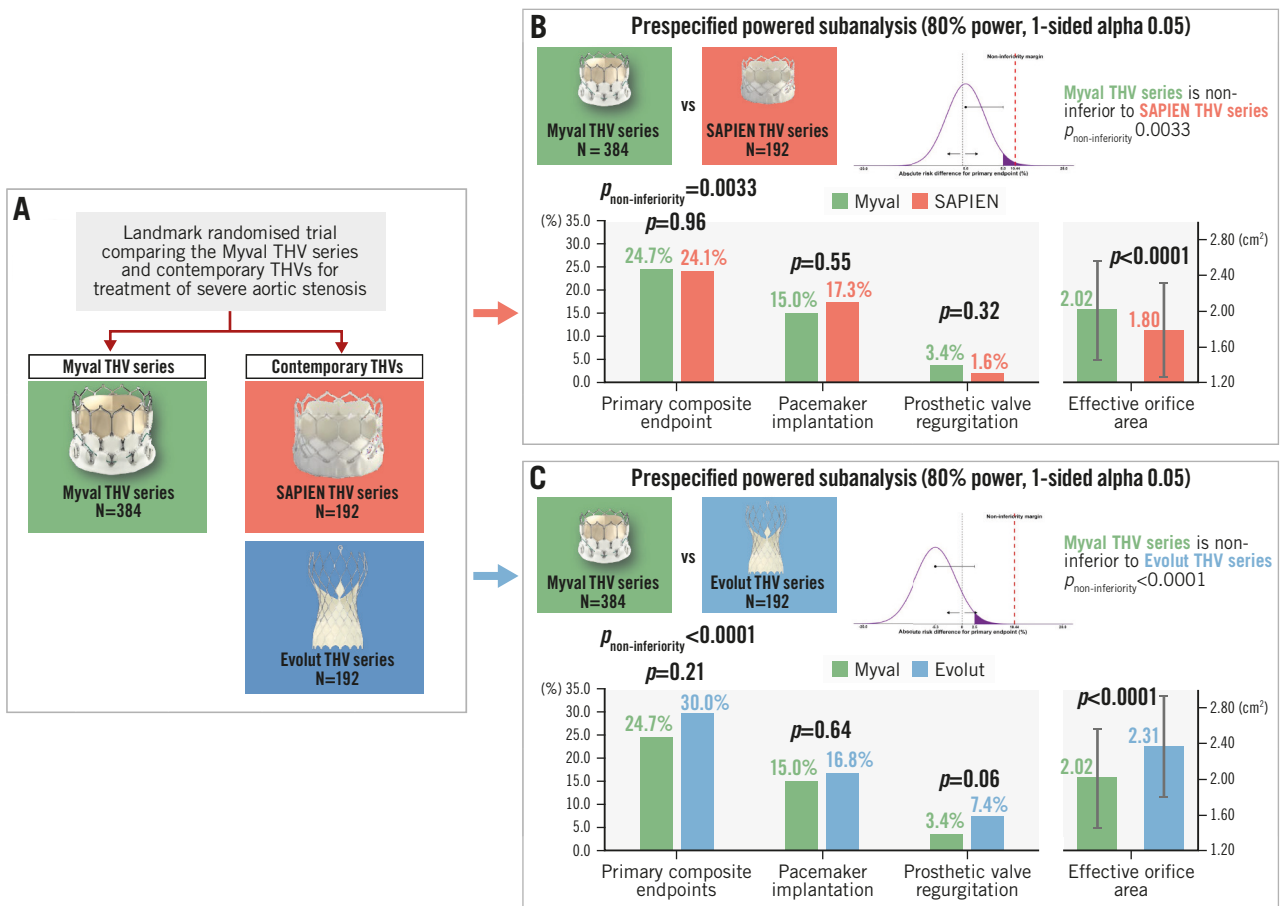 A
Landmark randomised trial
comparing the Myval THV series
and contemporary THVs for
treatment of severe aortic stenosis
Myval THV series
Contemporary THVs
Myval THV series
N=384
SAPIEN THV series
N=192
Evolut THV series
N=192
B
Prespecified powered subanalysis (80% power, 1-sided alpha 0.05)
Myval THV series
N = 384
vs
SAPIEN THV series
N=192
Non-inferiority margin
Absolute risk difference for primary endpoint (%)
Myval THV series is non-
inferior to SAPIEN THV series
pnon-inferiority 0.0033
pnon-inferiority=0.0033
Myval
SAPIEN
(%)
35.0
30.0
25.0
20.0
15.0
10.0
5.0
0.0
p=0.96
24.7%
24.1%
p=0.55
15.0%
17.3%
p=0.32
3.4%
1.6%
p<0.0001
2.02
1.80
2.80 (cm²)
2.40
2.00
1.60
1.20
Primary composite
endpoint
Pacemaker
implantation
Prosthetic valve
regurgitation
Effective orifice
area
C
Prespecified powered subanalysis (80% power, 1-sided alpha 0.05)
Myval THV series
N=384
vs
Evolut THV series
N=192
Non-inferiority margin
Absolute risk difference for primary endpoint (%)
Myval THV series is non-
inferior to Evolut THV series
pnon-inferiority<0.0001
pnon-inferiority<0.0001
Myval
Evolut
(%)
35.0
30.0
25.0
20.0
15.0
10.0
5.0
0.0
p=0.21
24.7%
30.0%
p=0.64
15.0%
16.8%
p=0.06
3.4%
7.4%
p<0.0001
2.02
2.31
2.80 (cm²)
2.40
2.00
1.60
1.20
Primary composite
endpoints
Pacemaker
implantation
Prosthetic valve
regurgitation
Effective orifice
area